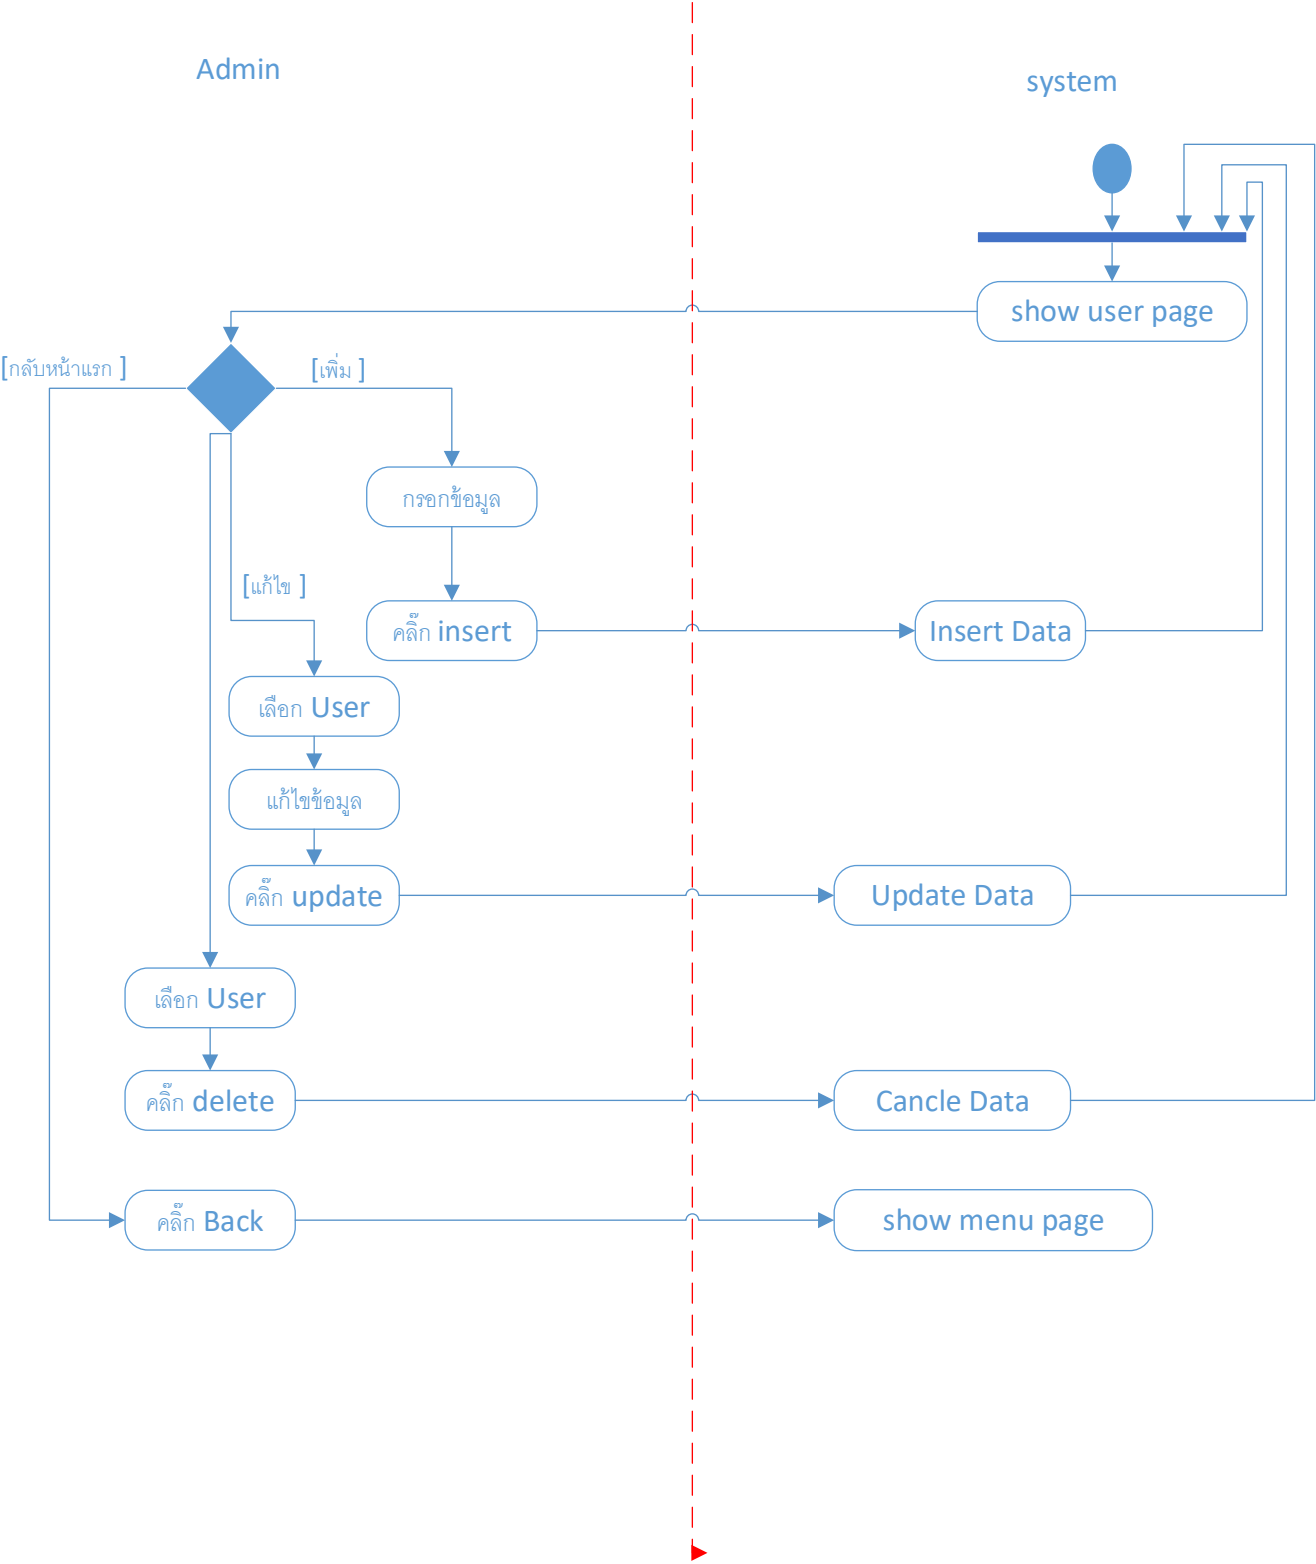 Admin
system
show user page
[กลับหน้าแรก ]
[เพิ่ม ]
กรอกข้อมูล
[แก้ไข ]
คลิ๊ก insert
Insert Data
เลือก User
แก้ไขข้อมูล
คลิ๊ก update
Update Data
เลือก User
คลิ๊ก delete
Cancle Data
คลิ๊ก Back
show menu page